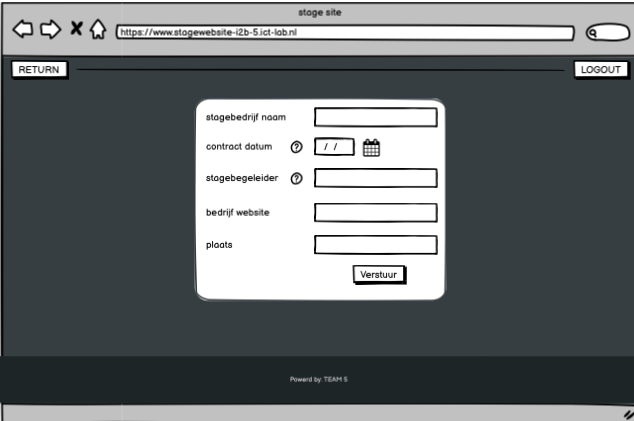 stage site
https://www.stagewebsite-i2b-5.ict-lab.nl
RETURN
LOGOUT
stagebedrijf naam
contract datum ? / /
stagebegeleider ?
bedrijf website
plaats
Verstuur
Powerd by: TEAM 5